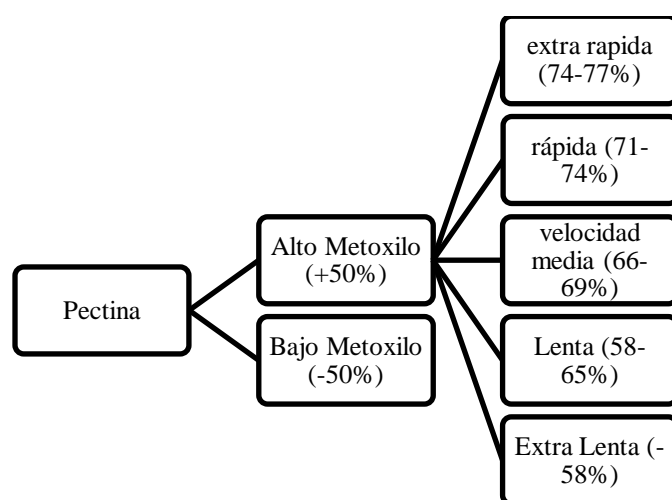 Pectina
Alto Metoxilo
(+50%)
Bajo Metoxilo
(-50%)
extra rapida
(74-77%)
rápida (71-
74%)
velocidad
media (66-
69%)
Lenta (58-
65%)
Extra Lenta (-
58%)